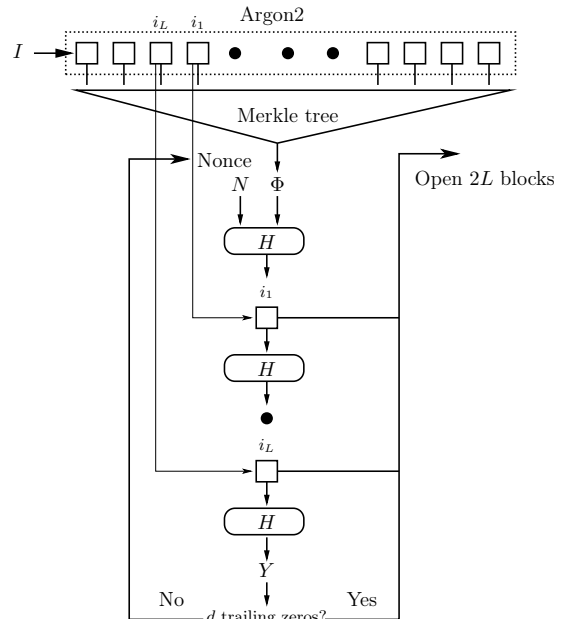 Argon2
i_L i_1
I
Merkle tree
Nonce
N Φ
Open 2L blocks
H
i_1
H
i_L
H
Y
No Yes
d trailing zeros?